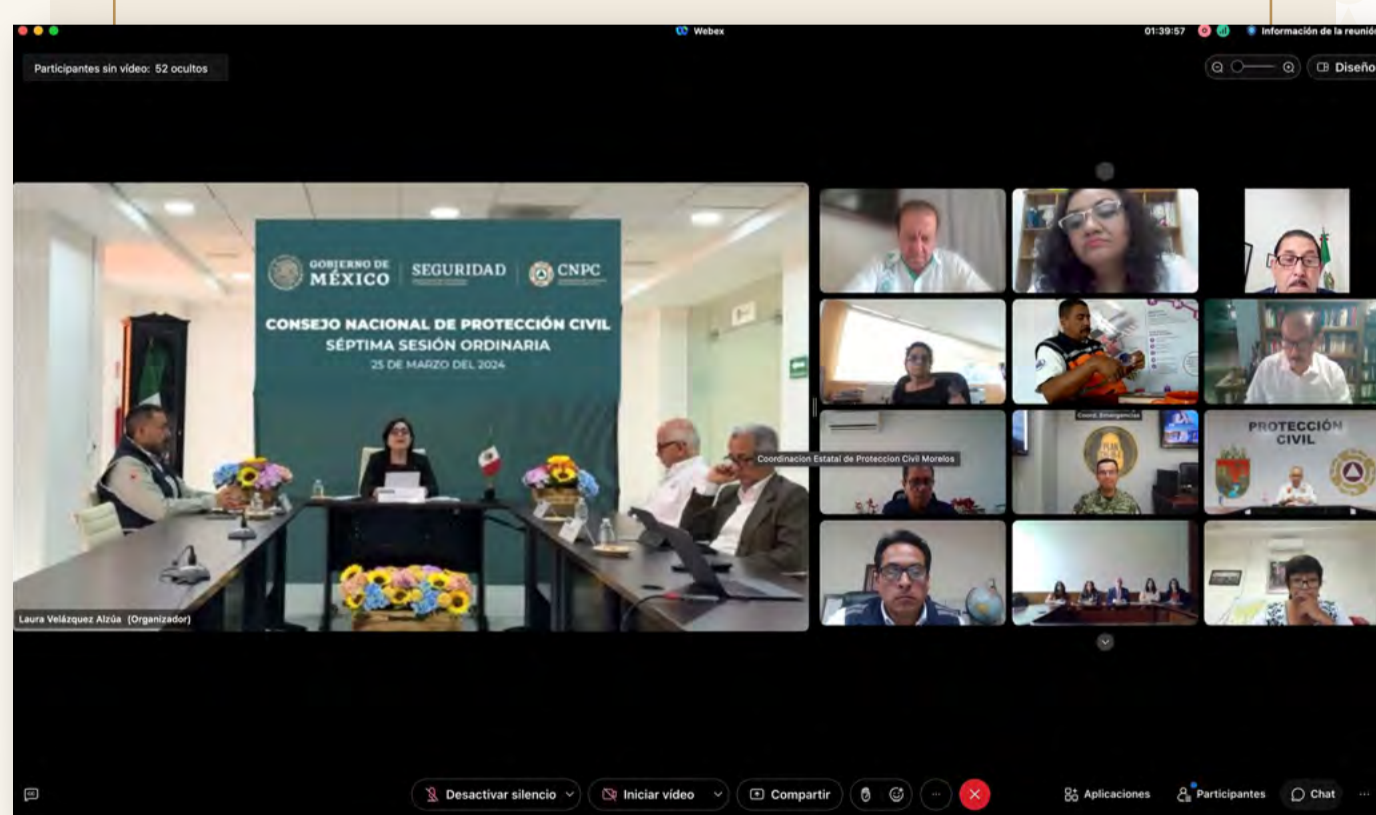 Webex
01:39:57
Información de la reunión
Participantes sin vídeo: 52 ocultos
Diseño
GOBIERNO DE
MÉXICO
SEGURIDAD
CNPC
CONSEJO NACIONAL DE PROTECCIÓN CIVIL
SÉPTIMA SESIÓN ORDINARIA
25 DE MARZO DEL 2024
Coord. Emergencias
PROTECCIÓN
CIVIL
Coordinacion Estatal de Proteccion Civil Morelos
Laura Velázquez Alzúa (Organizador)
Desactivar silencio
Iniciar vídeo
Compartir
Aplicaciones
Participantes
Chat